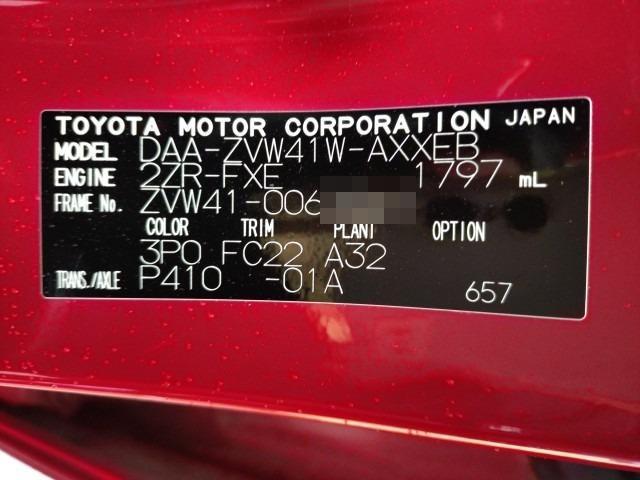 TOYOTA MOTOR CORPORATION JAPAN
MODEL DAA-ZVW41W-AXXEB
ENGINE 2ZR-FXE 1797 mL
FRAME No. ZVW41-006
COLOR TRIM PLANT OPTION
3P0 FC22 A32
TRANS./AXLE P410 -01A 657